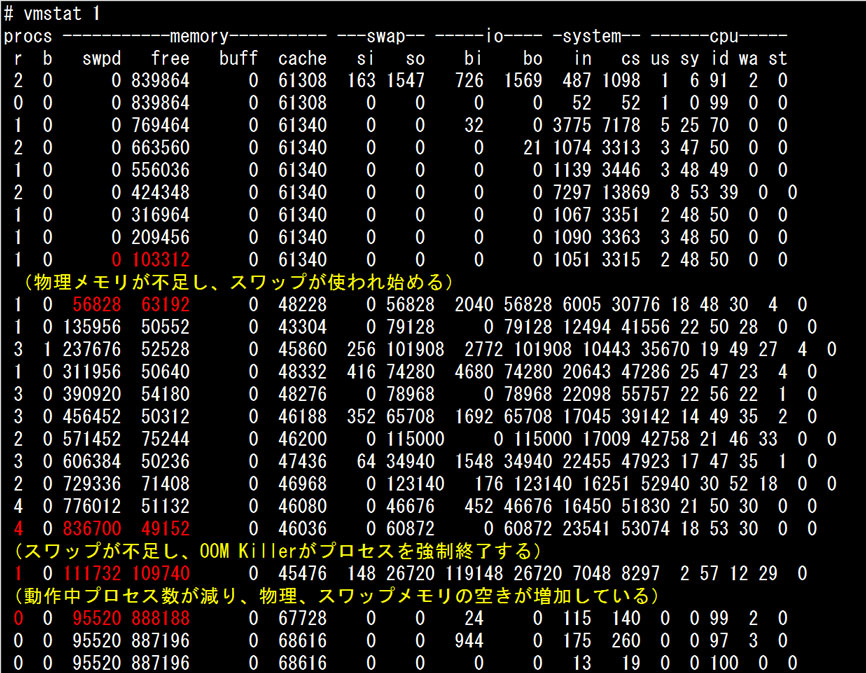 # vmstat 1
procs -----------memory---------- ---swap-- -----io---- -system-- ------cpu-----
 r  b   swpd   free   buff  cache   si   so    bi    bo   in   cs us sy id wa st
 2  0      0 839864      0  61308  163 1547   726  1569  487 1098  1  6 91  2  0
 0  0      0 839864      0  61308    0    0     0     0   52   52  1  0 99  0  0
 1  0      0 769464      0  61340    0    0    32     0 3775 7178  5 25 70  0  0
 2  0      0 663560      0  61340    0    0     0    21 1074 3313  3 47 50  0  0
 1  0      0 556036      0  61340    0    0     0     0 1139 3446  3 48 49  0  0
 2  0      0 424348      0  61340    0    0     0     0 7297 13869  8 53 39  0  0
 1  0      0 316964      0  61340    0    0     0     0 1067 3351  2 48 50  0  0
 1  0      0 209456      0  61340    0    0     0     0 1090 3363  3 48 50  0  0
 1  0      0 103312      0  61340    0    0     0     0 1051 3315  2 48 50  0  0
(物理メモリが不足し、スワップが使われ始める)
 1  0  56828  63192      0  48228    0 56828  2040 56828 6005 30776 18 48 30  4  0
 1  0 135956  50552      0  43304    0 79128     0 79128 12494 41556 22 50 28  0  0
 3  1 237676  52528      0  45860  256 101908  2772 101908 10443 35670 19 49 27  4  0
 1  0 311956  50640      0  48332  416 74280  4680 74280 20643 47286 25 47 23  4  0
 3  0 390920  54180      0  48276    0 78968     0 78968 22098 55757 22 56 22  1  0
 3  0 456452  50312      0  46188  352 65708  1692 65708 17045 39142 14 49 35  2  0
 2  0 571452  75244      0  46200    0 115000     0 115000 17009 42758 21 46 33  0  0
 3  0 606384  50236      0  47436   64 34940  1548 34940 22455 47923 17 47 35  1  0
 2  0 729336  71408      0  46968    0 123140   176 123140 16251 52940 30 52 18  0  0
 4  0 776012  51132      0  46080    0 46676   452 46676 16450 51830 21 50 30  0  0
 4  0 836700  49152      0  46036    0 60872     0 60872 23541 53074 18 53 30  0  0
(スワップが不足し、OOM Killerがプロセスを強制終了する)
 1  0 111732 109740      0  45476  148 26720 119148 26720 7048 8297  2 57 12 29  0
(動作中プロセス数が減り、物理、スワップメモリの空きが増加している)
 0  0  95520 888188      0  67728    0    0    24     0  115  140  0  0 99  2  0
 0  0  95520 887196      0  68616    0    0   944     0  175  260  0  0 97  3  0
 0  0  95520 887196      0  68616    0    0     0     0   13   19  0  0 100  0  0